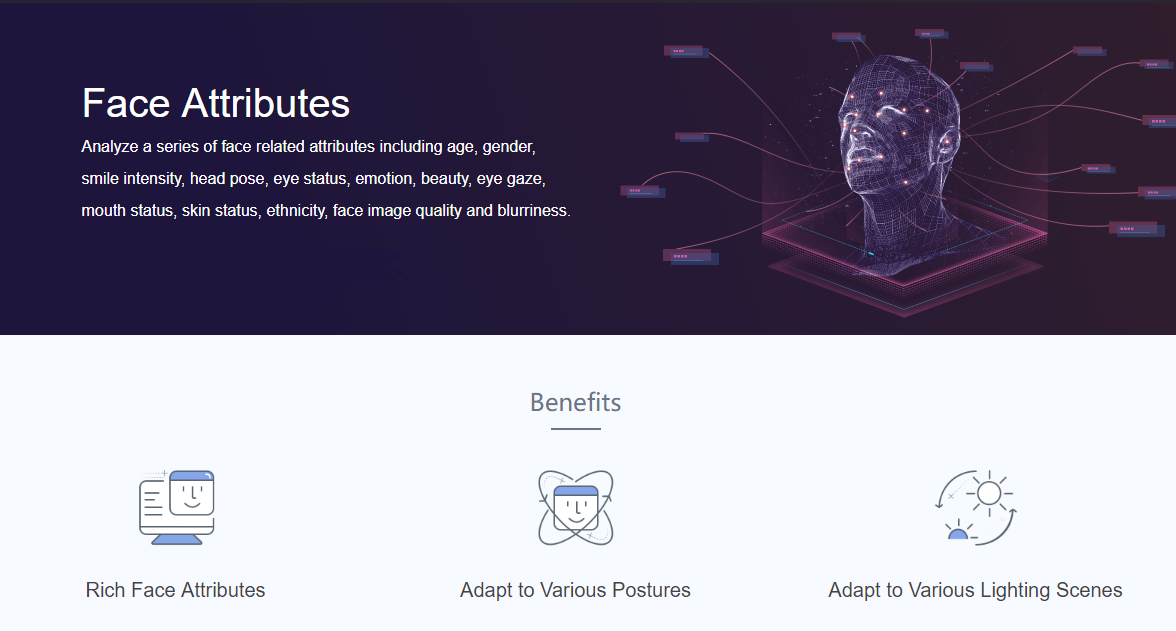 Face Attributes
Analyze a series of face related attributes including age, gender,
smile intensity, head pose, eye status, emotion, beauty, eye gaze,
mouth status, skin status, ethnicity, face image quality and blurriness.
Benefits
Rich Face Attributes
Adapt to Various Postures
Adapt to Various Lighting Scenes